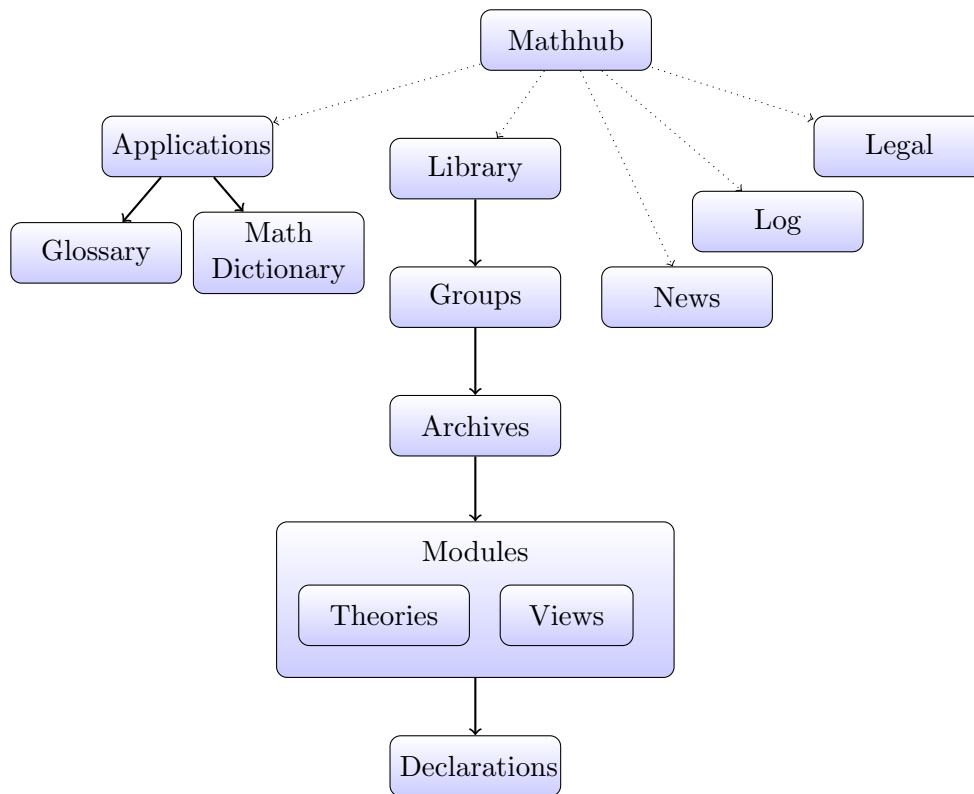 Mathhub
Applications
Library
Legal
Glossary
Math
Dictionary
Log
Groups
News
Archives
Modules
Theories
Views
Declarations